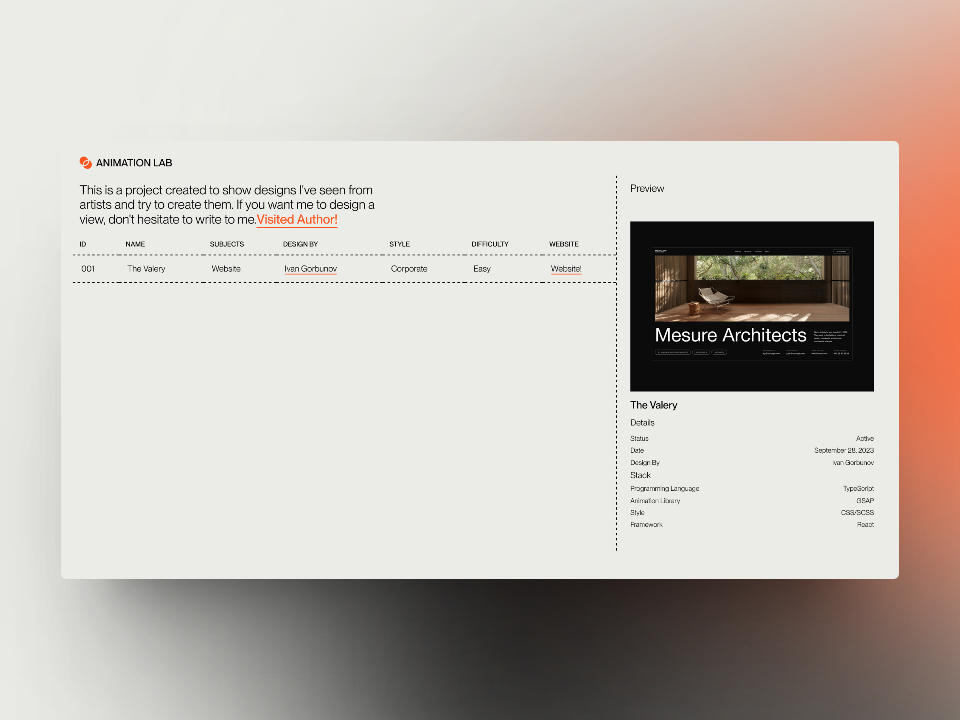 ANIMATION LAB
This is a project created to show designs I've seen from
artists and try to create them. If you want me to design a
view, don't hesitate to write to me.Visited Author!
ID NAME SUBJECTS DESIGN BY STYLE DIFFICULTY WEBSITE
001 The Valery Website Ivan Gorbunov Corporate Easy Website!
Preview
Mesure Architects
The Valery
Details
Status Active
Date September 28, 2023
Design By Ivan Gorbunov
Stack
Programming Language TypeScript
Animation Library GSAP
Style CSS/SCSS
Framework React